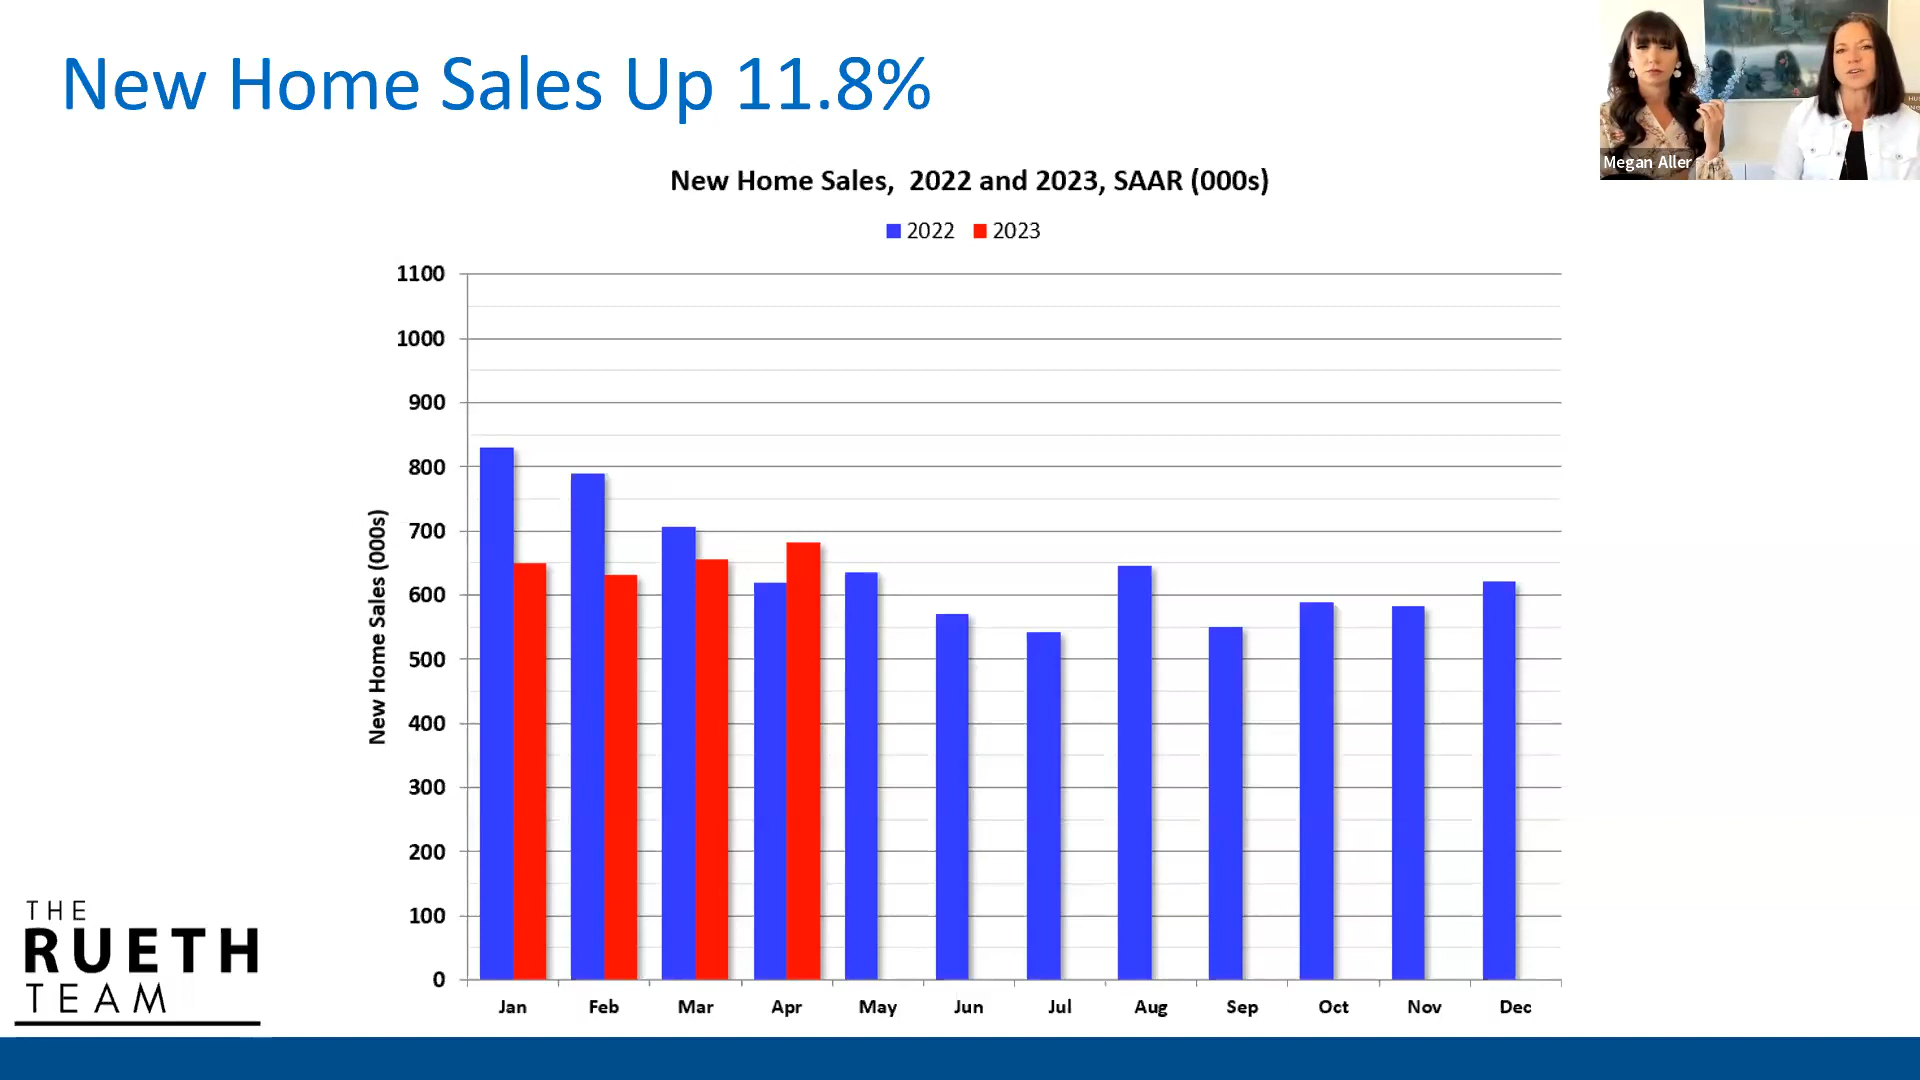 New Home Sales Up 11.8%
Megan Aller
New Home Sales, 2022 and 2023, SAAR (000s)
2022 2023
New Home Sales (000s)
1100
1000
900
800
700
600
500
400
300
200
100
0
Jan Feb Mar Apr May Jun Jul Aug Sep Oct Nov Dec
THE
RUETH
TEAM